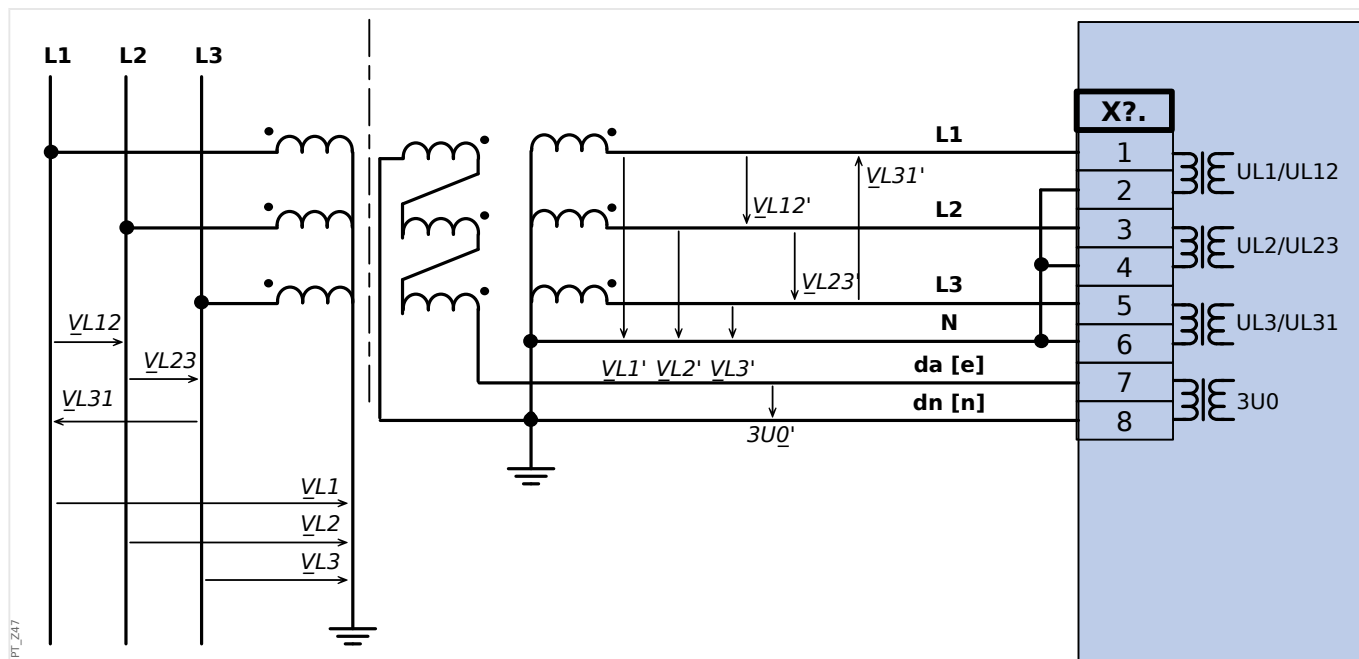 L1 L2 L3
X?.
L1
1
VL31'
UL1/UL12
2
VL12'
L2
3
UL2/UL23
4
VL23'
L3
5
N
UL3/UL31
6
VL12
VL23
VL1' VL2' VL3'
da [e]
7
VL31
dn [n]
3U0
8
3U0'
VL1
VL2
VL3
PT_Z47